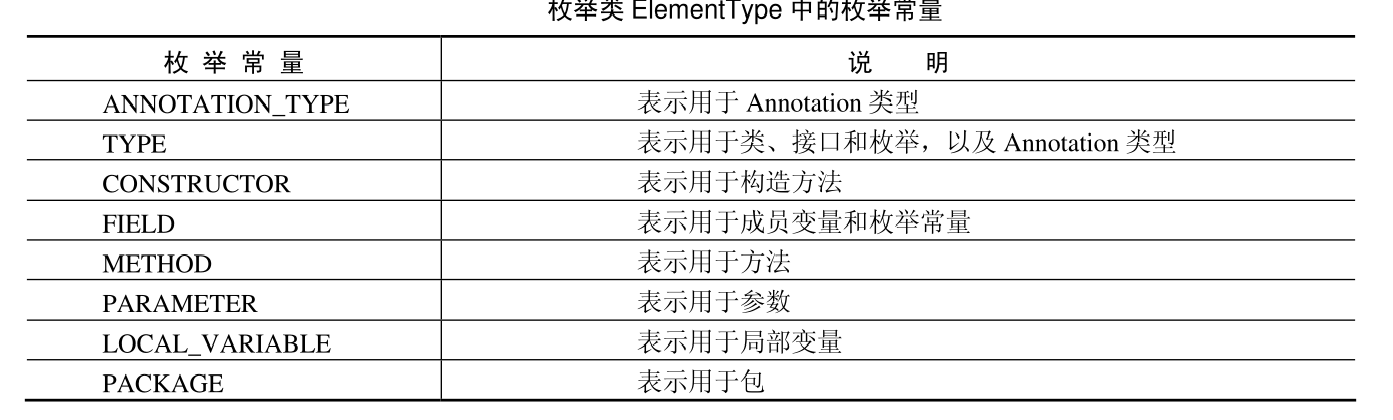 枚举类 ElementType 中的枚举常量
枚 举 常 量 说 明
ANNOTATION_TYPE 表示用于 Annotation 类型
TYPE 表示用于类、接口和枚举，以及 Annotation 类型
CONSTRUCTOR 表示用于构造方法
FIELD 表示用于成员变量和枚举常量
METHOD 表示用于方法
PARAMETER 表示用于参数
LOCAL_VARIABLE 表示用于局部变量
PACKAGE 表示用于包